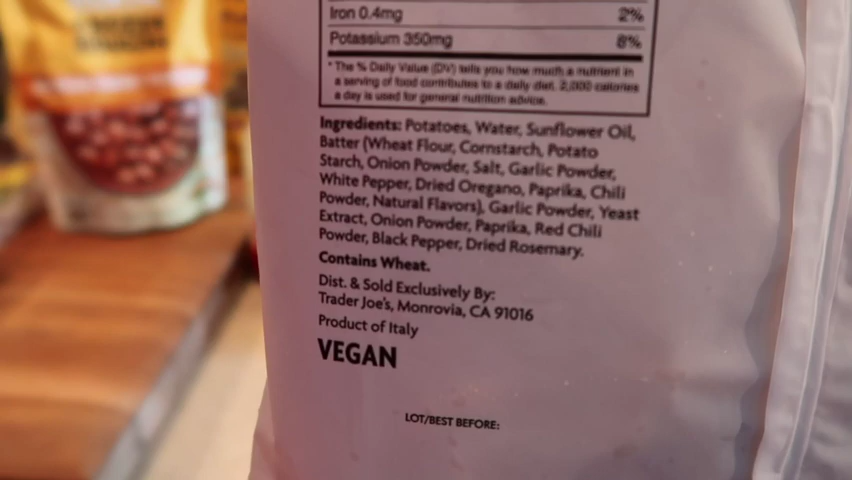 Iron 0.4mg 2%
Potassium 350mg 8%
* The % Daily Value (DV) tells you how much a nutrient in
a serving of food contributes to a daily diet. 2,000 calories
a day is used for general nutrition advice.
Ingredients: Potatoes, Water, Sunflower Oil,
Batter (Wheat Flour, Cornstarch, Potato
Starch, Onion Powder, Salt, Garlic Powder,
White Pepper, Dried Oregano, Paprika, Chili
Powder, Natural Flavors), Garlic Powder, Yeast
Extract, Onion Powder, Paprika, Red Chili
Powder, Black Pepper, Dried Rosemary.
Contains Wheat.
Dist. & Sold Exclusively By:
Trader Joe's, Monrovia, CA 91016
Product of Italy
VEGAN
LOT/BEST BEFORE: